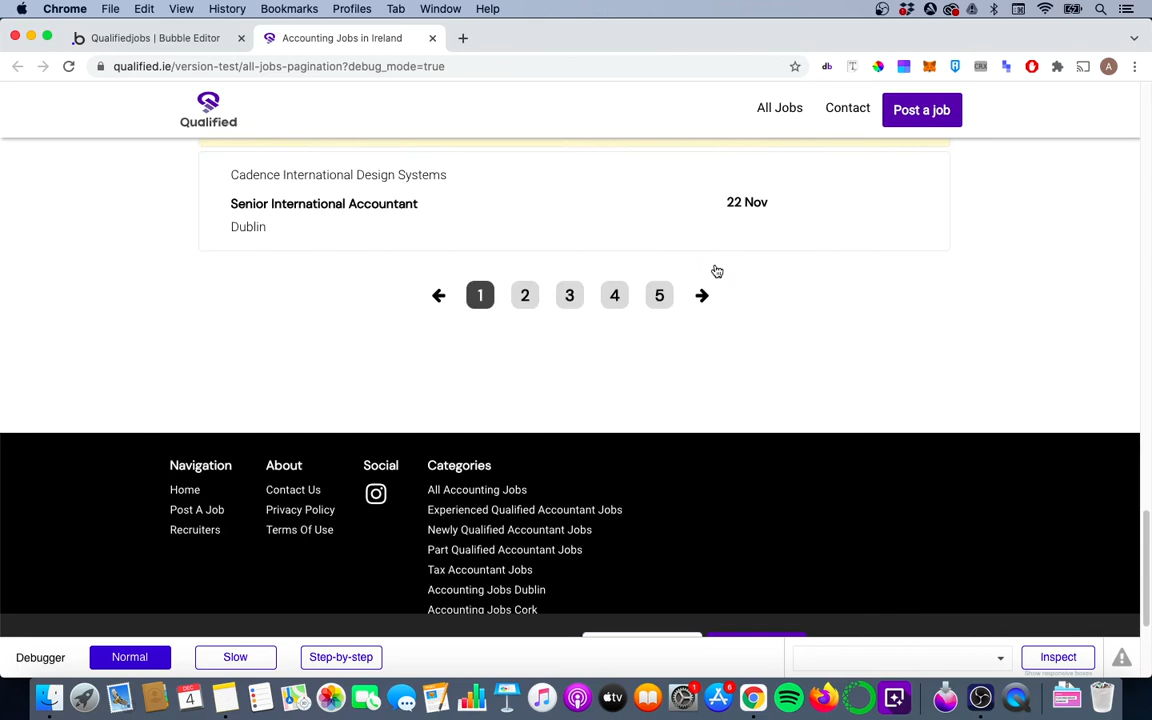 Chrome File Edit View History Bookmarks Profiles Tab Window Help
Qualifiedjobs | Bubble Editor
Accounting Jobs in Ireland
qualified.ie/version-test/all-jobs-pagination?debug_mode=true
Qualified
All Jobs Contact Post a job
Cadence International Design Systems
Senior International Accountant
22 Nov
Dublin
1 2 3 4 5
Navigation About Social Categories
Home Contact Us All Accounting Jobs
Post A Job Privacy Policy Experienced Qualified Accountant Jobs
Recruiters Terms Of Use Newly Qualified Accountant Jobs
Part Qualified Accountant Jobs
Tax Accountant Jobs
Accounting Jobs Dublin
Accounting Jobs Cork
Debugger Normal Slow Step-by-step Inspect
Show responsive boxes